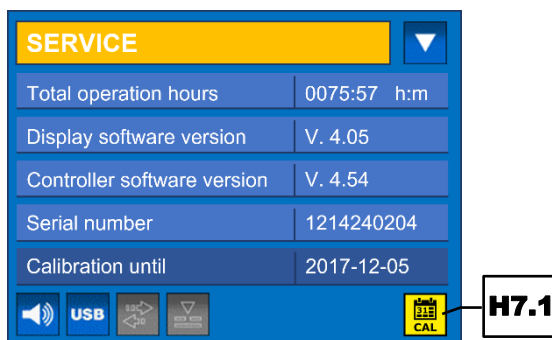 SERVICE
Total operation hours 0075:57 h:m
Display software version V. 4.05
Controller software version V. 4.54
Serial number 1214240204
Calibration until 2017-12-05
USB 31 CAL H7.1